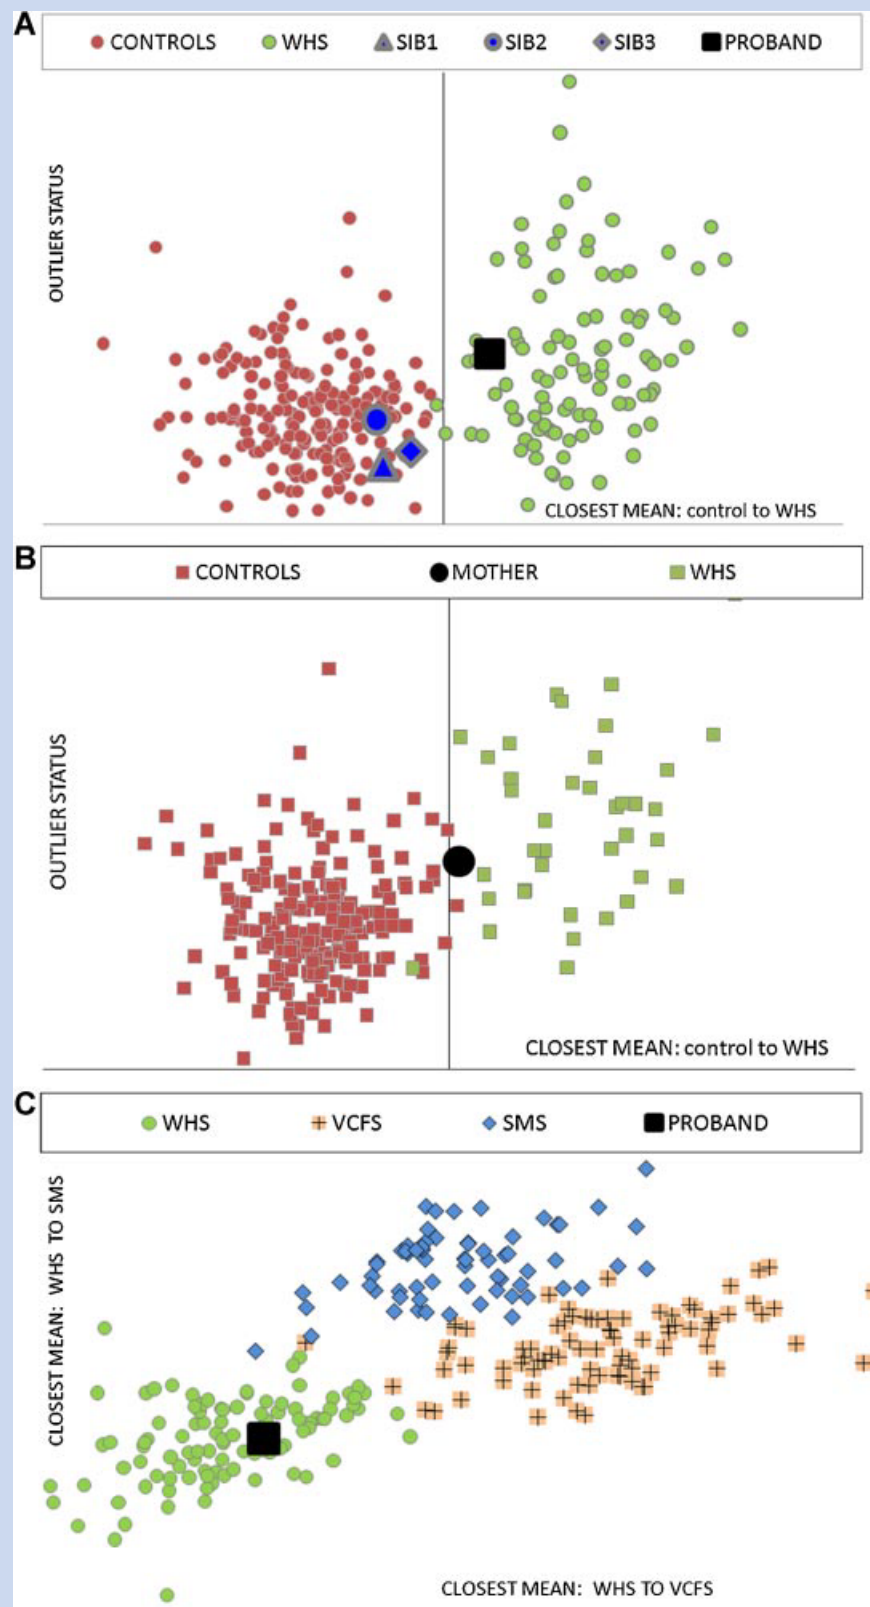 A
CONTROLS WHS SIB1 SIB2 SIB3 PROBAND
OUTLIER STATUS
CLOSEST MEAN: control to WHS
B
CONTROLS MOTHER WHS
OUTLIER STATUS
CLOSEST MEAN: control to WHS
C
WHS VCFS SMS PROBAND
CLOSEST MEAN: WHS TO SMS
CLOSEST MEAN: WHS TO VCFS